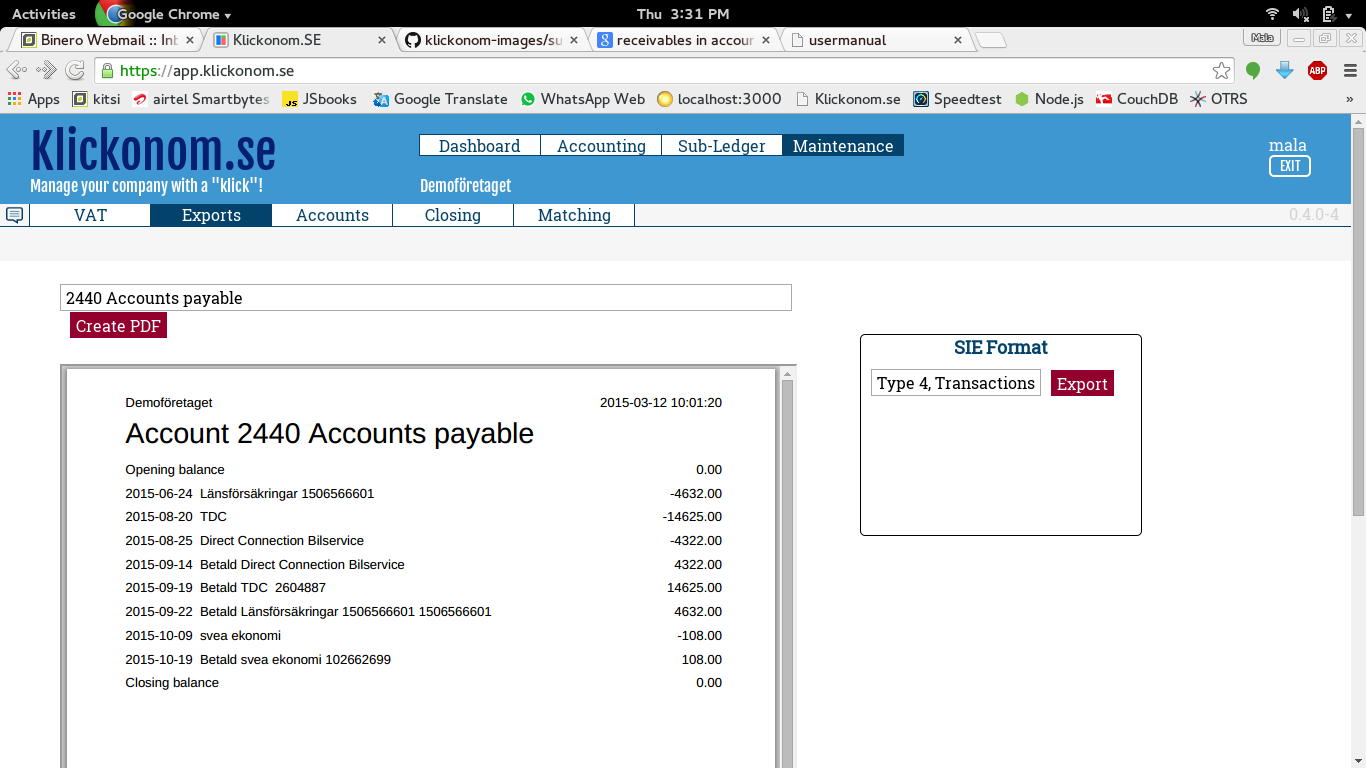 Activities Google Chrome Thu 3:31 PM
Binero Webmail :: Inb Klickonom.SE klickonom-images/su receivables in accour usermanual Mala
https://app.klickonom.se ABP
Apps kitsi airtel Smartbytes JS JSbooks Google Translate WhatsApp Web localhost:3000 Klickonom.se Speedtest Node.js CouchDB OTRS »
Klickonom.se
Dashboard Accounting Sub-Ledger Maintenance
mala
EXIT
Manage your company with a "klick"!
Demoföretaget
VAT Exports Accounts Closing Matching 0.4.0-4
2440 Accounts payable
Create PDF
SIE Format
Type 4, Transactions Export
Demoföretaget 2015-03-12 10:01:20
Account 2440 Accounts payable
Opening balance 0.00
2015-06-24 Länsförsäkringar 1506566601 -4632.00
2015-08-20 TDC -14625.00
2015-08-25 Direct Connection Bilservice -4322.00
2015-09-14 Betald Direct Connection Bilservice 4322.00
2015-09-19 Betald TDC 2604887 14625.00
2015-09-22 Betald Länsförsäkringar 1506566601 1506566601 4632.00
2015-10-09 svea ekonomi -108.00
2015-10-19 Betald svea ekonomi 102662699 108.00
Closing balance 0.00